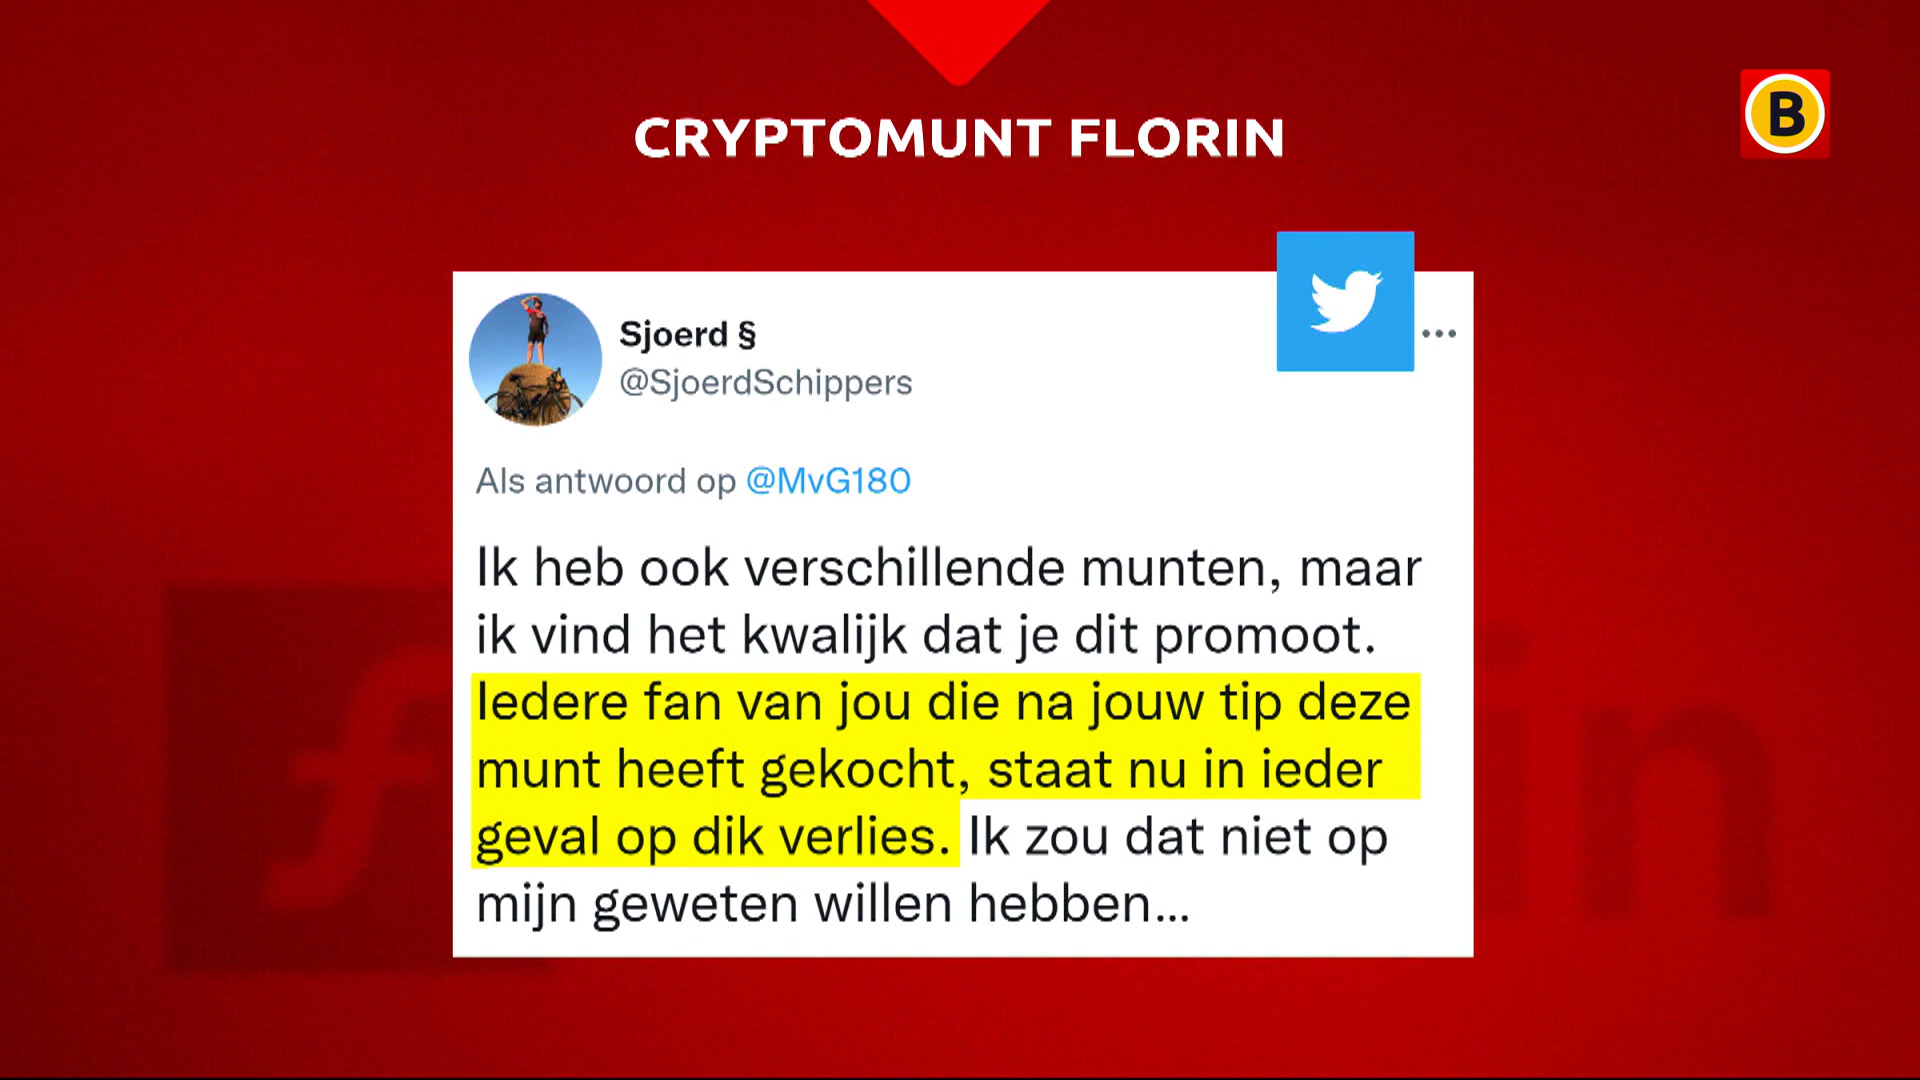 CRYPTOMUNT FLORIN
B
Sjoerd §
@SjoerdSchippers
Als antwoord op @MvG180
Ik heb ook verschillende munten, maar
ik vind het kwalijk dat je dit promoot.
Iedere fan van jou die na jouw tip deze
munt heeft gekocht, staat nu in ieder
geval op dik verlies. Ik zou dat niet op
mijn geweten willen hebben...
f
in